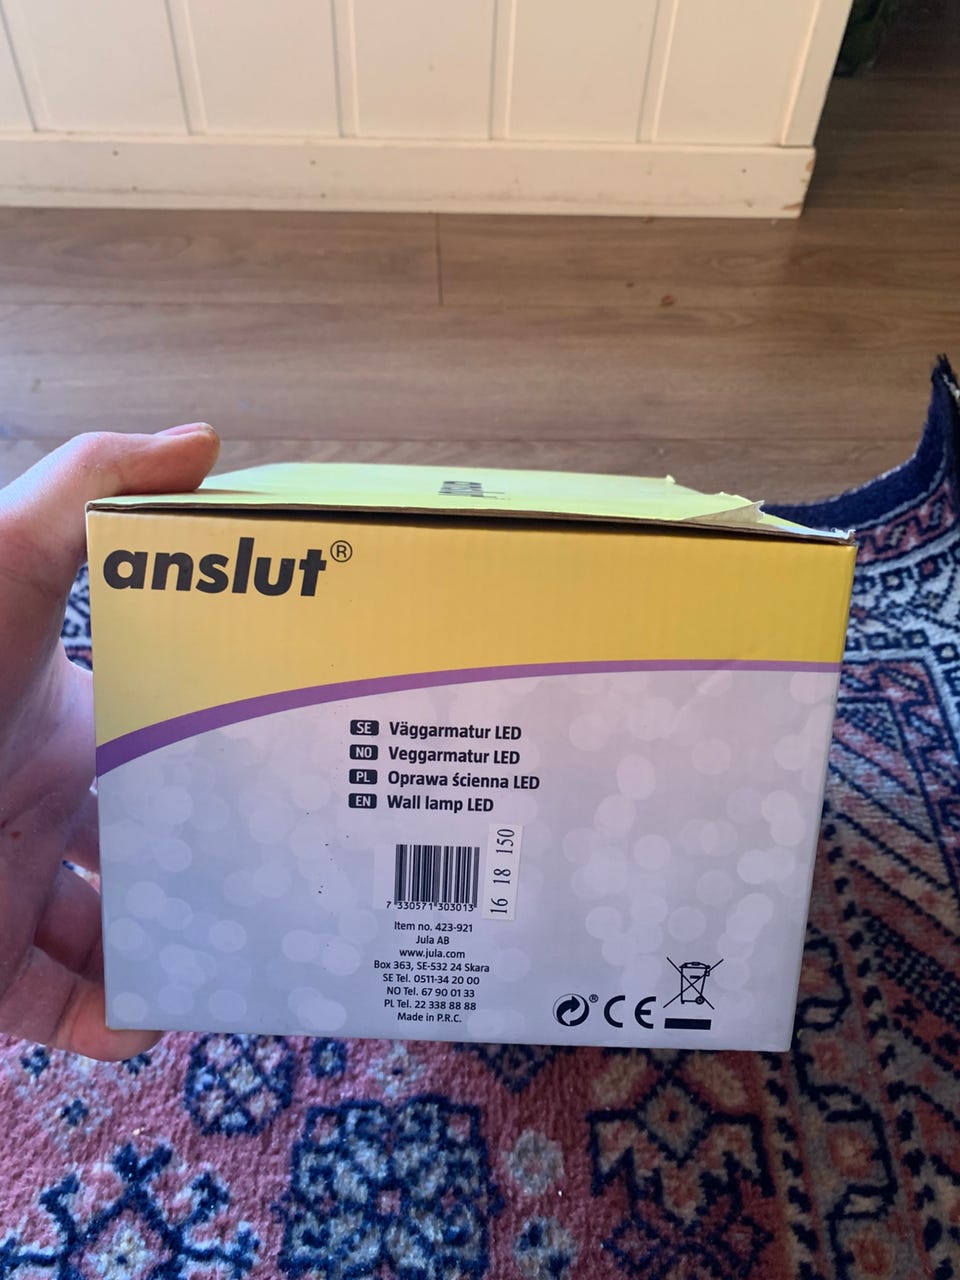 anslut®
SE Väggarmatur LED
NO Veggarmatur LED
PL Oprawa ścienna LED
EN Wall lamp LED
7 330571 303013
16 18 150
Item no. 423-921
Jula AB
www.jula.com
Box 363, SE-532 24 Skara
SE Tel. 0511-34 20 00
NO Tel. 67 90 01 33
PL Tel. 22 338 88 88
Made in P.R.C.
® CE